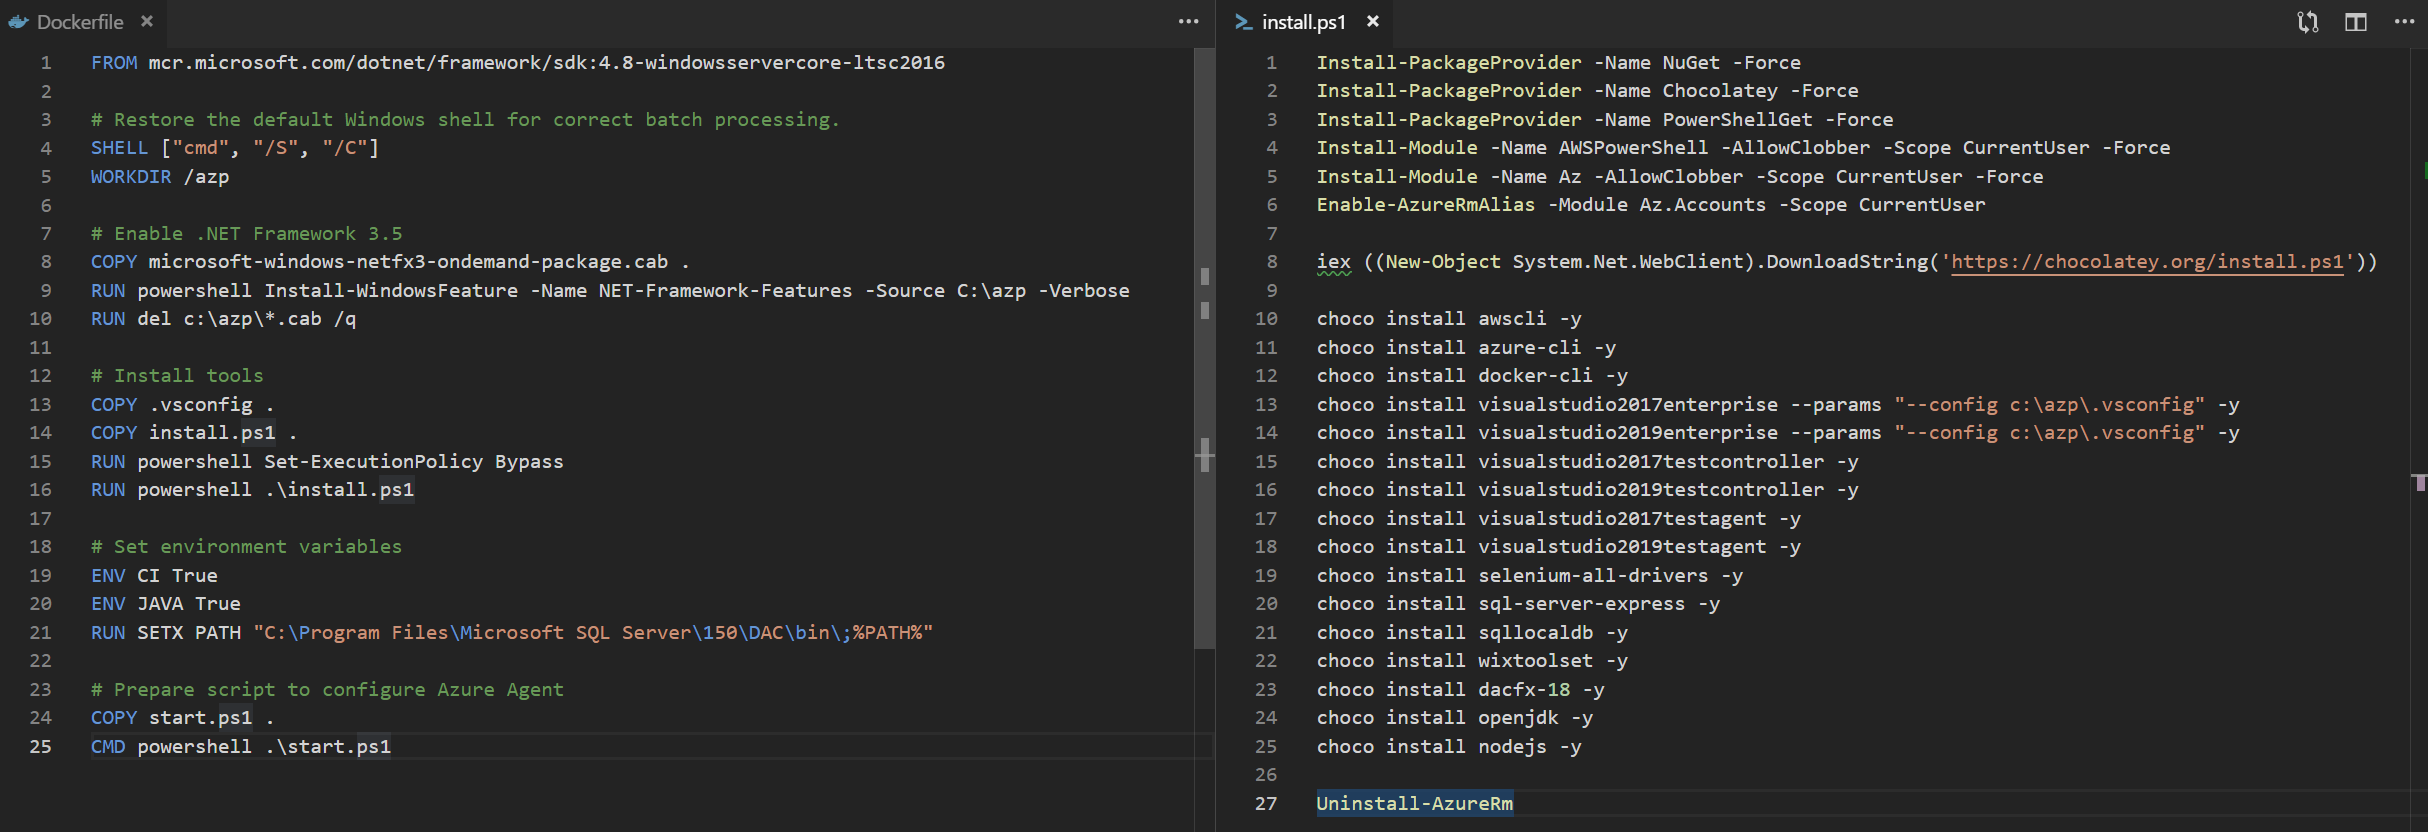 Dockerfile
1 FROM mcr.microsoft.com/dotnet/framework/sdk:4.8-windowsservercore-ltsc2016
2
3 # Restore the default Windows shell for correct batch processing.
4 SHELL ["cmd", "/S", "/C"]
5 WORKDIR /azp
6
7 # Enable .NET Framework 3.5
8 COPY microsoft-windows-netfx3-ondemand-package.cab .
9 RUN powershell Install-WindowsFeature -Name NET-Framework-Features -Source C:\azp -Verbose
10 RUN del c:\azp\*.cab /q
11
12 # Install tools
13 COPY .vsconfig .
14 COPY install.ps1 .
15 RUN powershell Set-ExecutionPolicy Bypass
16 RUN powershell .\install.ps1
17
18 # Set environment variables
19 ENV CI True
20 ENV JAVA True
21 RUN SETX PATH "C:\Program Files\Microsoft SQL Server\150\DAC\bin\;%PATH%"
22
23 # Prepare script to configure Azure Agent
24 COPY start.ps1 .
25 CMD powershell .\start.ps1
install.ps1
1 Install-PackageProvider -Name NuGet -Force
2 Install-PackageProvider -Name Chocolatey -Force
3 Install-PackageProvider -Name PowerShellGet -Force
4 Install-Module -Name AWSPowerShell -AllowClobber -Scope CurrentUser -Force
5 Install-Module -Name Az -AllowClobber -Scope CurrentUser -Force
6 Enable-AzureRmAlias -Module Az.Accounts -Scope CurrentUser
7
8 iex ((New-Object System.Net.WebClient).DownloadString('https://chocolatey.org/install.ps1'))
9
10 choco install awscli -y
11 choco install azure-cli -y
12 choco install docker-cli -y
13 choco install visualstudio2017enterprise --params "--config c:\azp\.vsconfig" -y
14 choco install visualstudio2019enterprise --params "--config c:\azp\.vsconfig" -y
15 choco install visualstudio2017testcontroller -y
16 choco install visualstudio2019testcontroller -y
17 choco install visualstudio2017testagent -y
18 choco install visualstudio2019testagent -y
19 choco install selenium-all-drivers -y
20 choco install sql-server-express -y
21 choco install sqllocaldb -y
22 choco install wixtoolset -y
23 choco install dacfx-18 -y
24 choco install openjdk -y
25 choco install nodejs -y
26
27 Uninstall-AzureRm